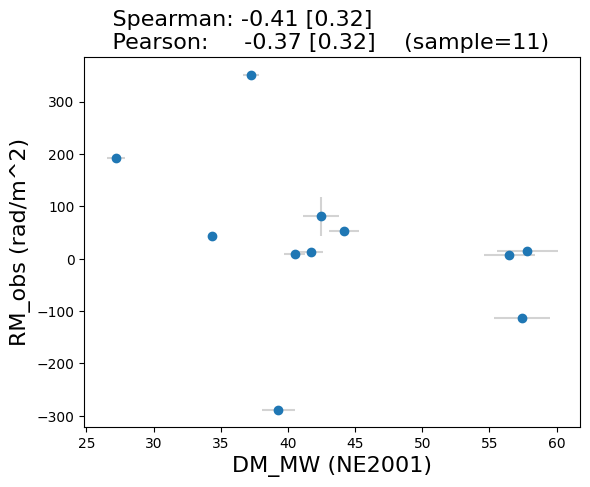 Spearman: -0.41 [0.32]
Pearson: -0.37 [0.32] (sample=11)
300
200
100
0
−100
−200
−300
RM_obs (rad/m^2)
25 30 35 40 45 50 55 60
DM_MW (NE2001)